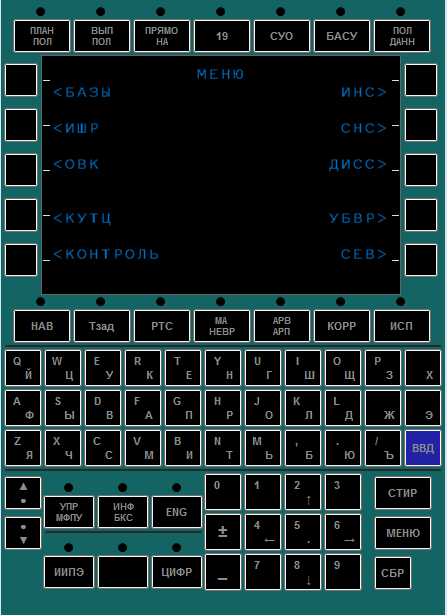 ПЛАН ПОЛ
ВЫП ПОЛ
ПРЯМО НА
19
СУО
БАСУ
ПОЛ ДАНН
МЕНЮ
<БАЗЫ ИНС>
<ИШР СНС>
<ОВК ДИСС>
<КУТЦ УБВР>
<КОНТРОЛЬ СЕВ>
НАВ
Тзад
РТС
МА НЕВР
АРВ АРП
КОРР
ИСП
Q Й W Ц E У R К T Е Y Н U Г I Ш O Щ P З Х
A Ф S Ы D В F А G П H Р J О K Л L Д Ж Э
Z Я X Ч C С V М B И N Т M Ь , Б . Ю / Ъ ВВД
▲ •
• ▼
УПР МФПУ
ИНФ БКС
ENG
ИИПЭ
ЦИФР
0 1 2 ↑ 3
± 4 ← 5 . 6 →
– 7 8 ↓ 9
СТИР
МЕНЮ
СБР